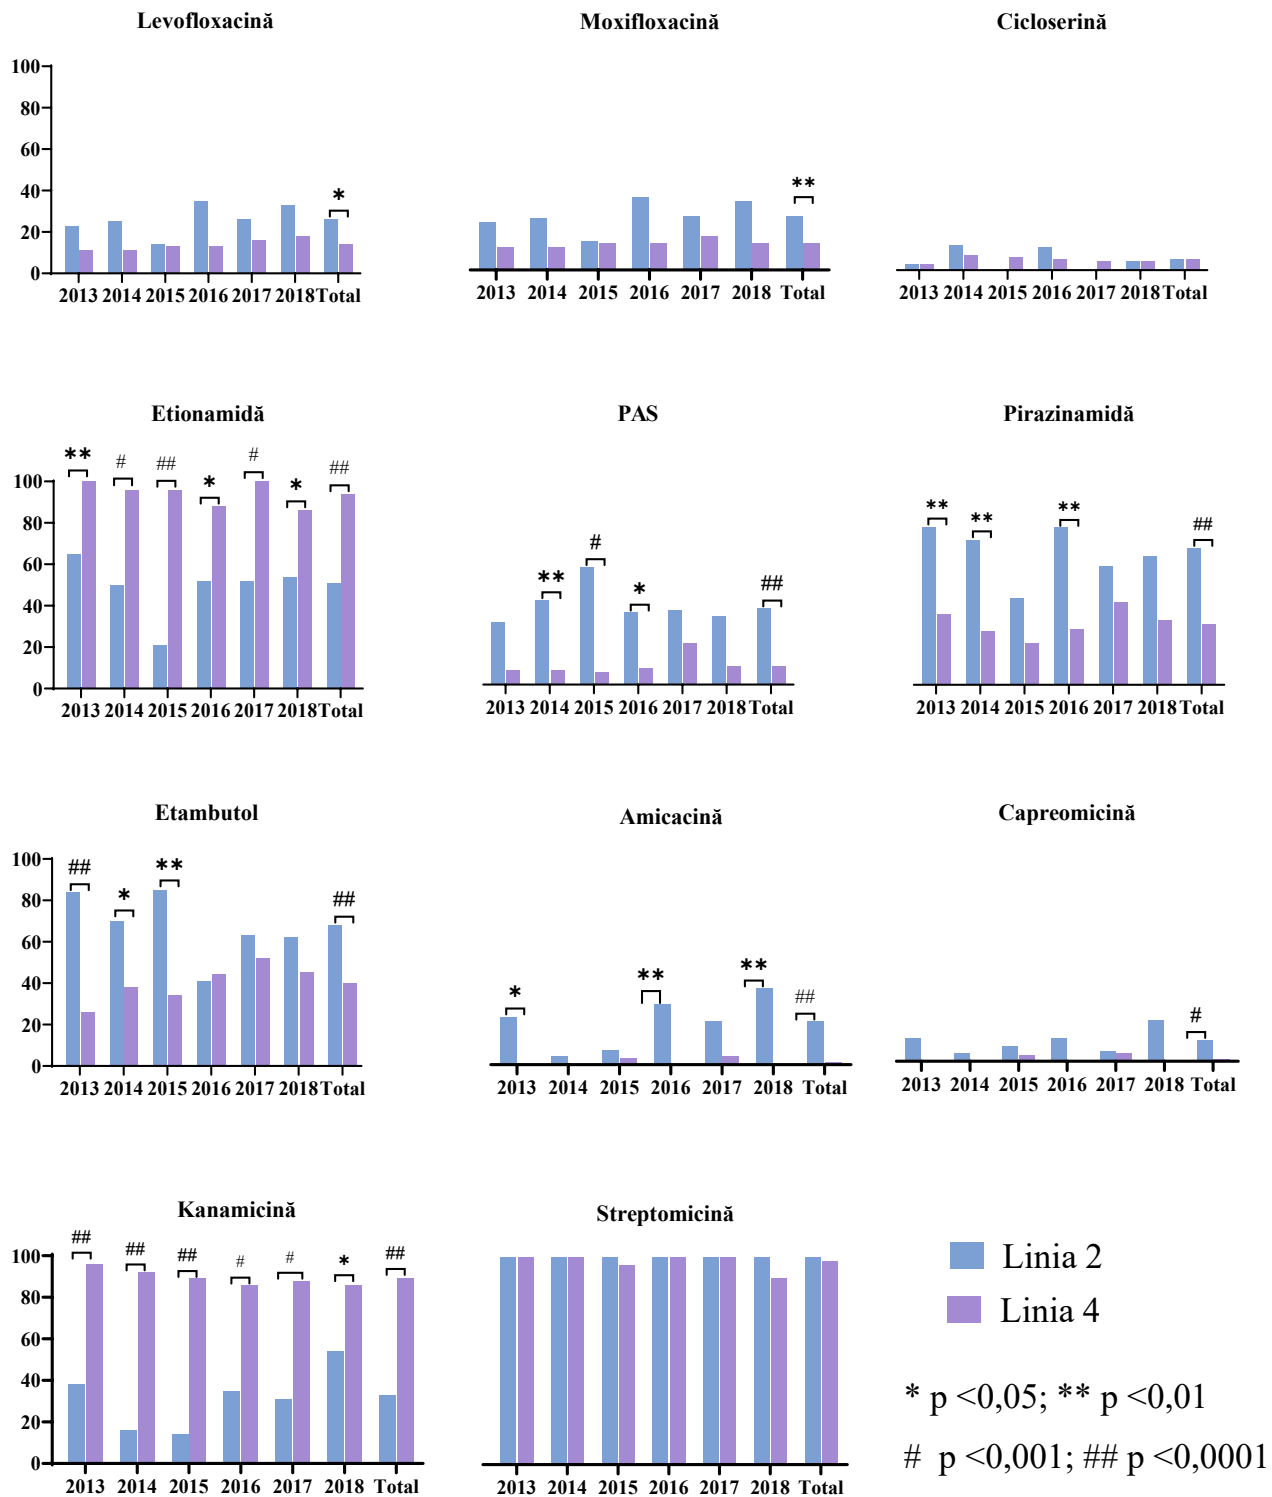 Levofloxacină
Moxifloxacină
Cicloserină
100
80
60
40
20
0
*
**
2013 2014 2015 2016 2017 2018 Total
2013 2014 2015 2016 2017 2018 Total
2013 2014 2015 2016 2017 2018 Total
Etionamidă
PAS
Pirazinamidă
100
80
60
40
20
0
** # ## * # * ##
** # * ##
** ** ** ##
2013 2014 2015 2016 2017 2018 Total
2013 2014 2015 2016 2017 2018 Total
2013 2014 2015 2016 2017 2018 Total
Etambutol
Amicacină
Capreomicină
100
80
60
40
20
0
## * ** ##
* ** ** ##
#
2013 2014 2015 2016 2017 2018 Total
2013 2014 2015 2016 2017 2018 Total
2013 2014 2015 2016 2017 2018 Total
Kanamicină
Streptomicină
100
80
60
40
20
0
## ## ## # # * ##
2013 2014 2015 2016 2017 2018 Total
2013 2014 2015 2016 2017 2018 Total
Linia 2
Linia 4
* p <0,05; ** p <0,01
# p <0,001; ## p <0,0001